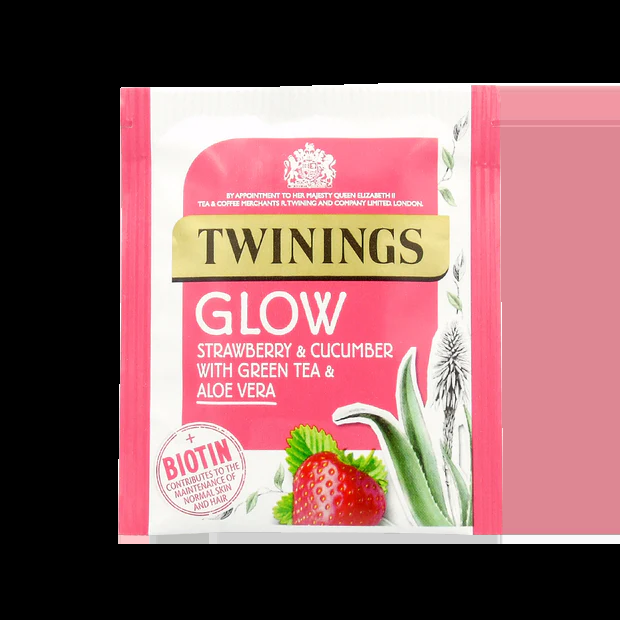 BY APPOINTMENT TO HER MAJESTY QUEEN ELIZABETH II
TEA & COFFEE MERCHANTS R. TWINING AND COMPANY LIMITED. LONDON.
TWININGS
GLOW
STRAWBERRY & CUCUMBER
WITH GREEN TEA &
ALOE VERA
+
BIOTIN
CONTRIBUTES TO THE
MAINTENANCE OF
NORMAL SKIN
AND HAIR